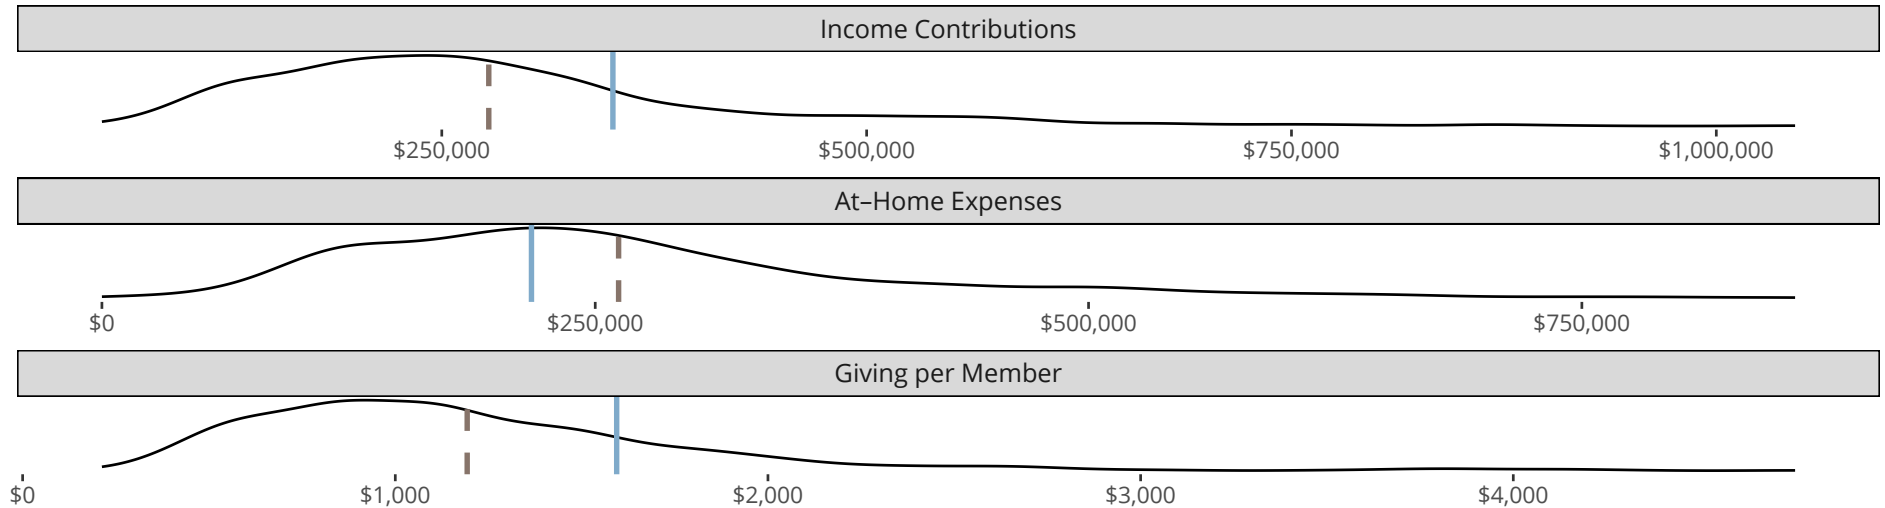 Income Contributions
$250,000 $500,000 $750,000 $1,000,000
At–Home Expenses
$0 $250,000 $500,000 $750,000
Giving per Member
$0 $1,000 $2,000 $3,000 $4,000